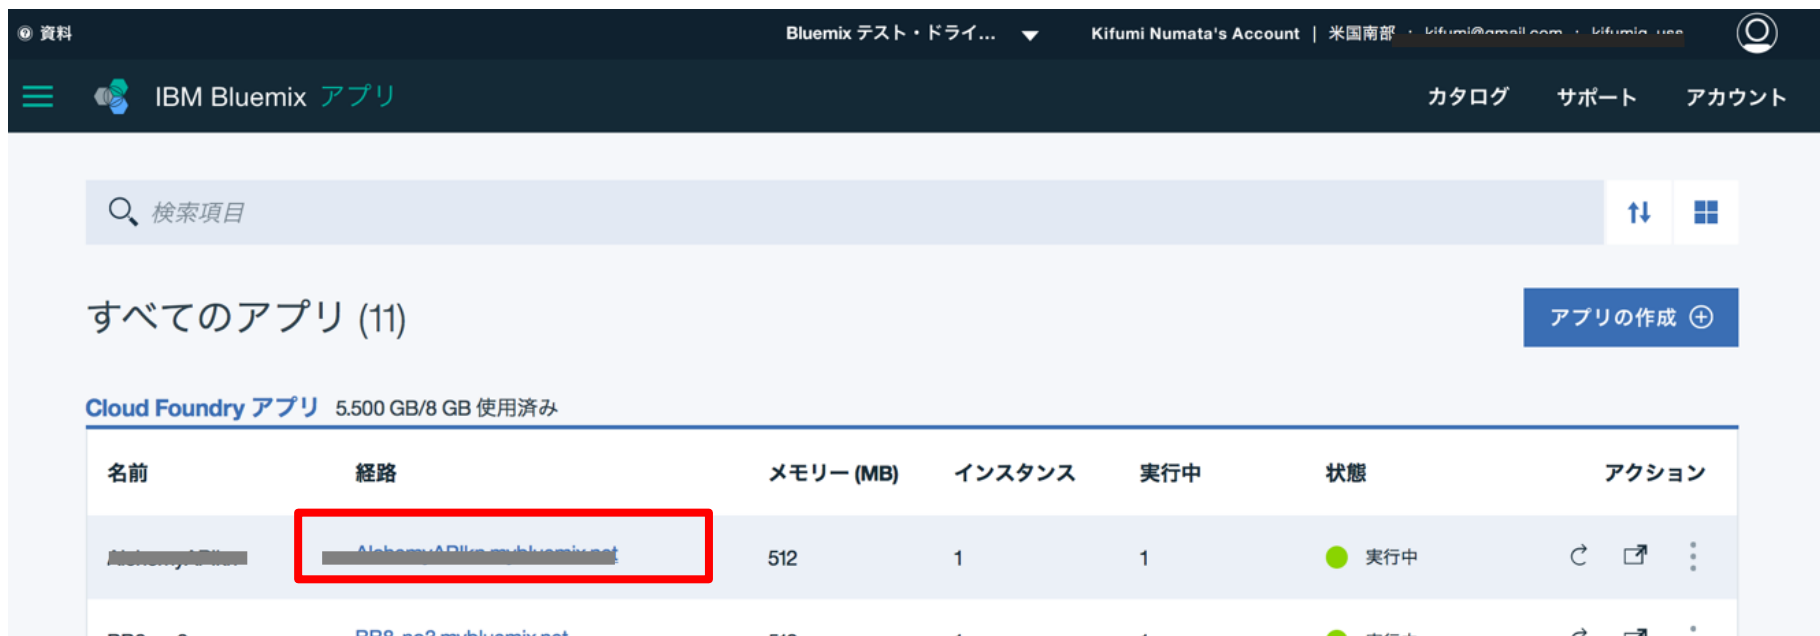 資料 Bluemix テスト・ドライ... Kifumi Numata's Account | 米国南部
IBM Bluemix アプリ カタログ サポート アカウント
検索項目
すべてのアプリ (11) アプリの作成
Cloud Foundry アプリ 5.500 GB/8 GB 使用済み
名前 経路 メモリー (MB) インスタンス 実行中 状態 アクション
512 1 1 実行中